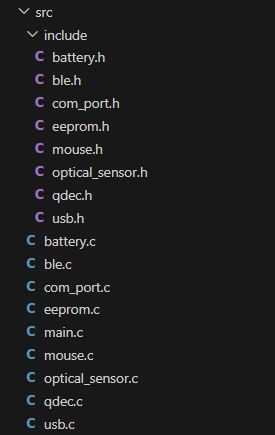 src
include
C battery.h
C ble.h
C com_port.h
C eeprom.h
C mouse.h
C optical_sensor.h
C qdec.h
C usb.h
C battery.c
C ble.c
C com_port.c
C eeprom.c
C main.c
C mouse.c
C optical_sensor.c
C qdec.c
C usb.c